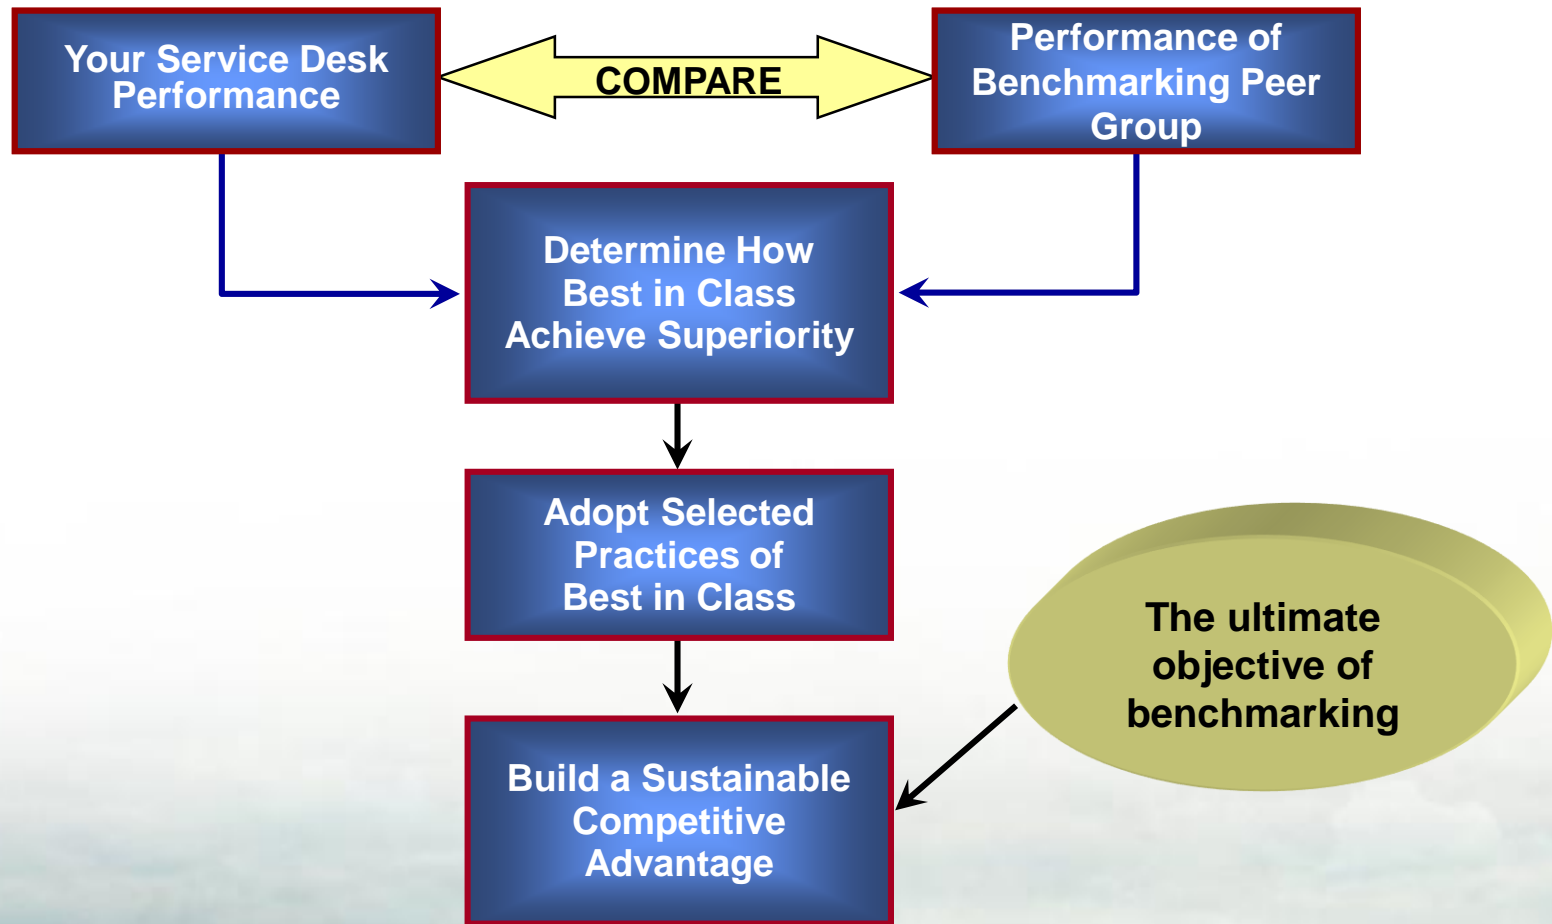 Your Service Desk
Performance
COMPARE
Performance of
Benchmarking Peer
Group
Determine How
Best in Class
Achieve Superiority
Adopt Selected
Practices of
Best in Class
The ultimate
objective of
benchmarking
Build a Sustainable
Competitive
Advantage